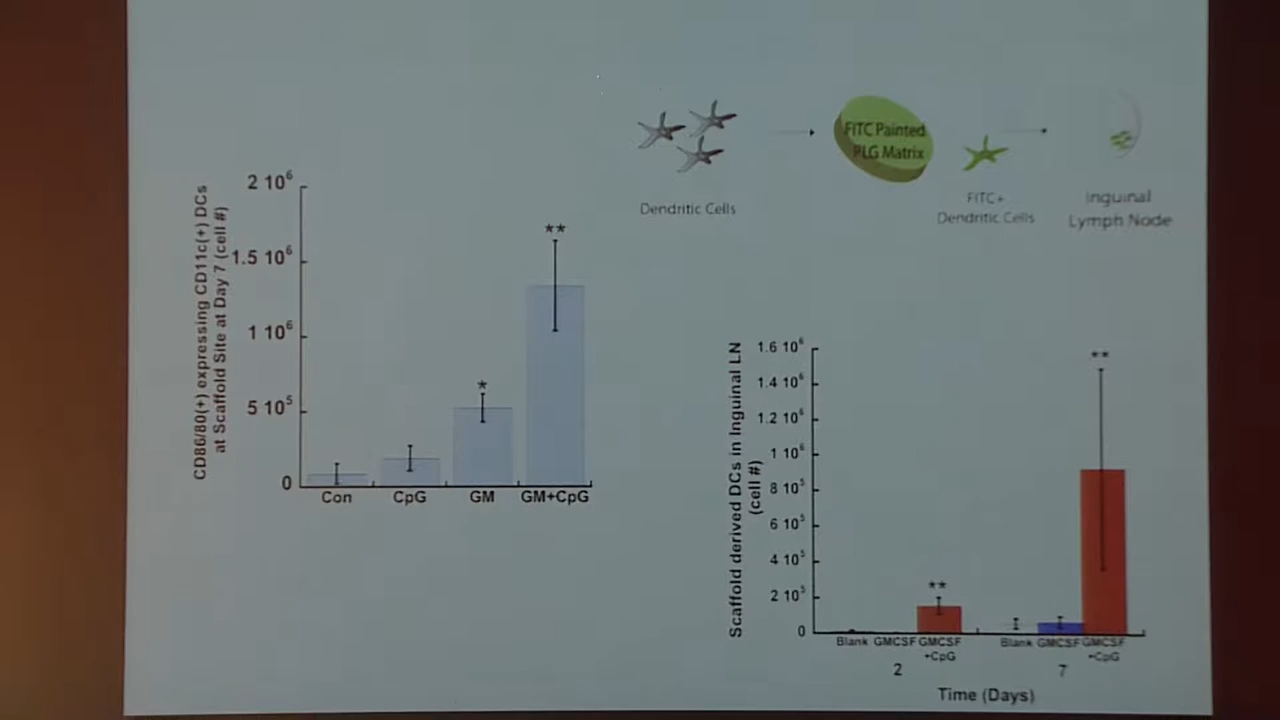 Dendritic Cells
FITC Painted
PLG Matrix
FITC+
Dendritic Cells
Inguinal
Lymph Node
CD86/80(+) expressing CD11c(+) DCs
at Scaffold Site at Day 7 (cell #)
2 10⁶
1.5 10⁶
1 10⁶
5 10⁵
0
*
**
Con CpG GM GM+CpG
Scaffold derived DCs in Inguinal LN
(cell #)
1.6 10⁶
1.4 10⁶
1.2 10⁶
1 10⁶
8 10⁵
6 10⁵
4 10⁵
2 10⁵
0
**
**
Blank GMCSF GMCSF
+CpG
Blank GMCSF GMCSF
+CpG
2 7
Time (Days)